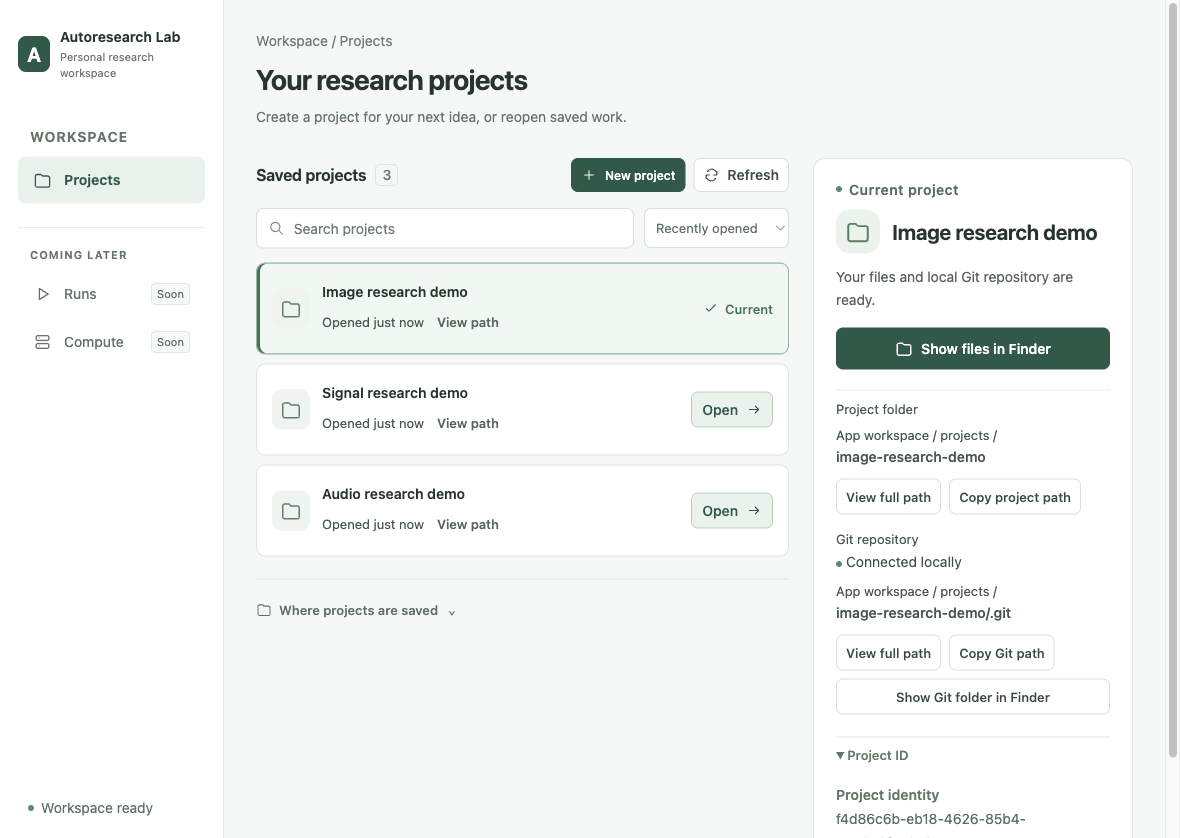 A
Autoresearch Lab
Personal research
workspace
WORKSPACE
Projects
COMING LATER
Runs Soon
Compute Soon
Workspace ready
Workspace / Projects
Your research projects
Create a project for your next idea, or reopen saved work.
Saved projects 3
New project
Refresh
Search projects
Recently opened
Image research demo
Opened just now View path
Current
Signal research demo
Opened just now View path
Open
Audio research demo
Opened just now View path
Open
Where projects are saved
Current project
Image research demo
Your files and local Git repository are
ready.
Show files in Finder
Project folder
App workspace / projects /
image-research-demo
View full path
Copy project path
Git repository
Connected locally
App workspace / projects /
image-research-demo/.git
View full path
Copy Git path
Show Git folder in Finder
Project ID
Project identity
f4d86c6b-eb18-4626-85b4-